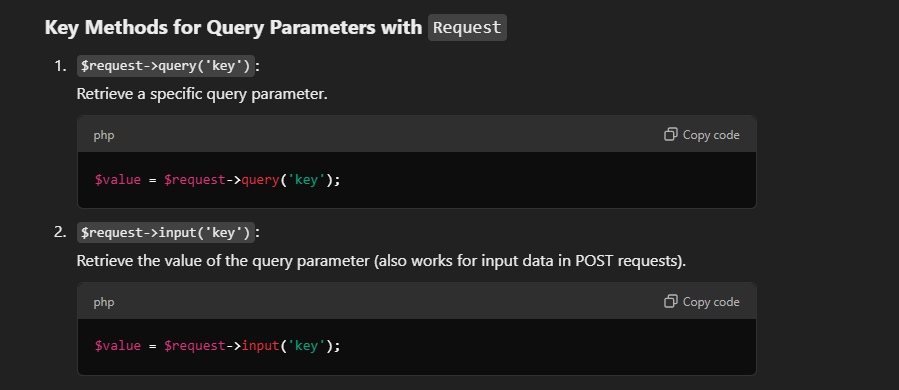 Key Methods for Query Parameters with Request
1. $request->query('key'):
Retrieve a specific query parameter.
php Copy code
$value = $request->query('key');
2. $request->input('key'):
Retrieve the value of the query parameter (also works for input data in POST requests).
php Copy code
$value = $request->input('key');